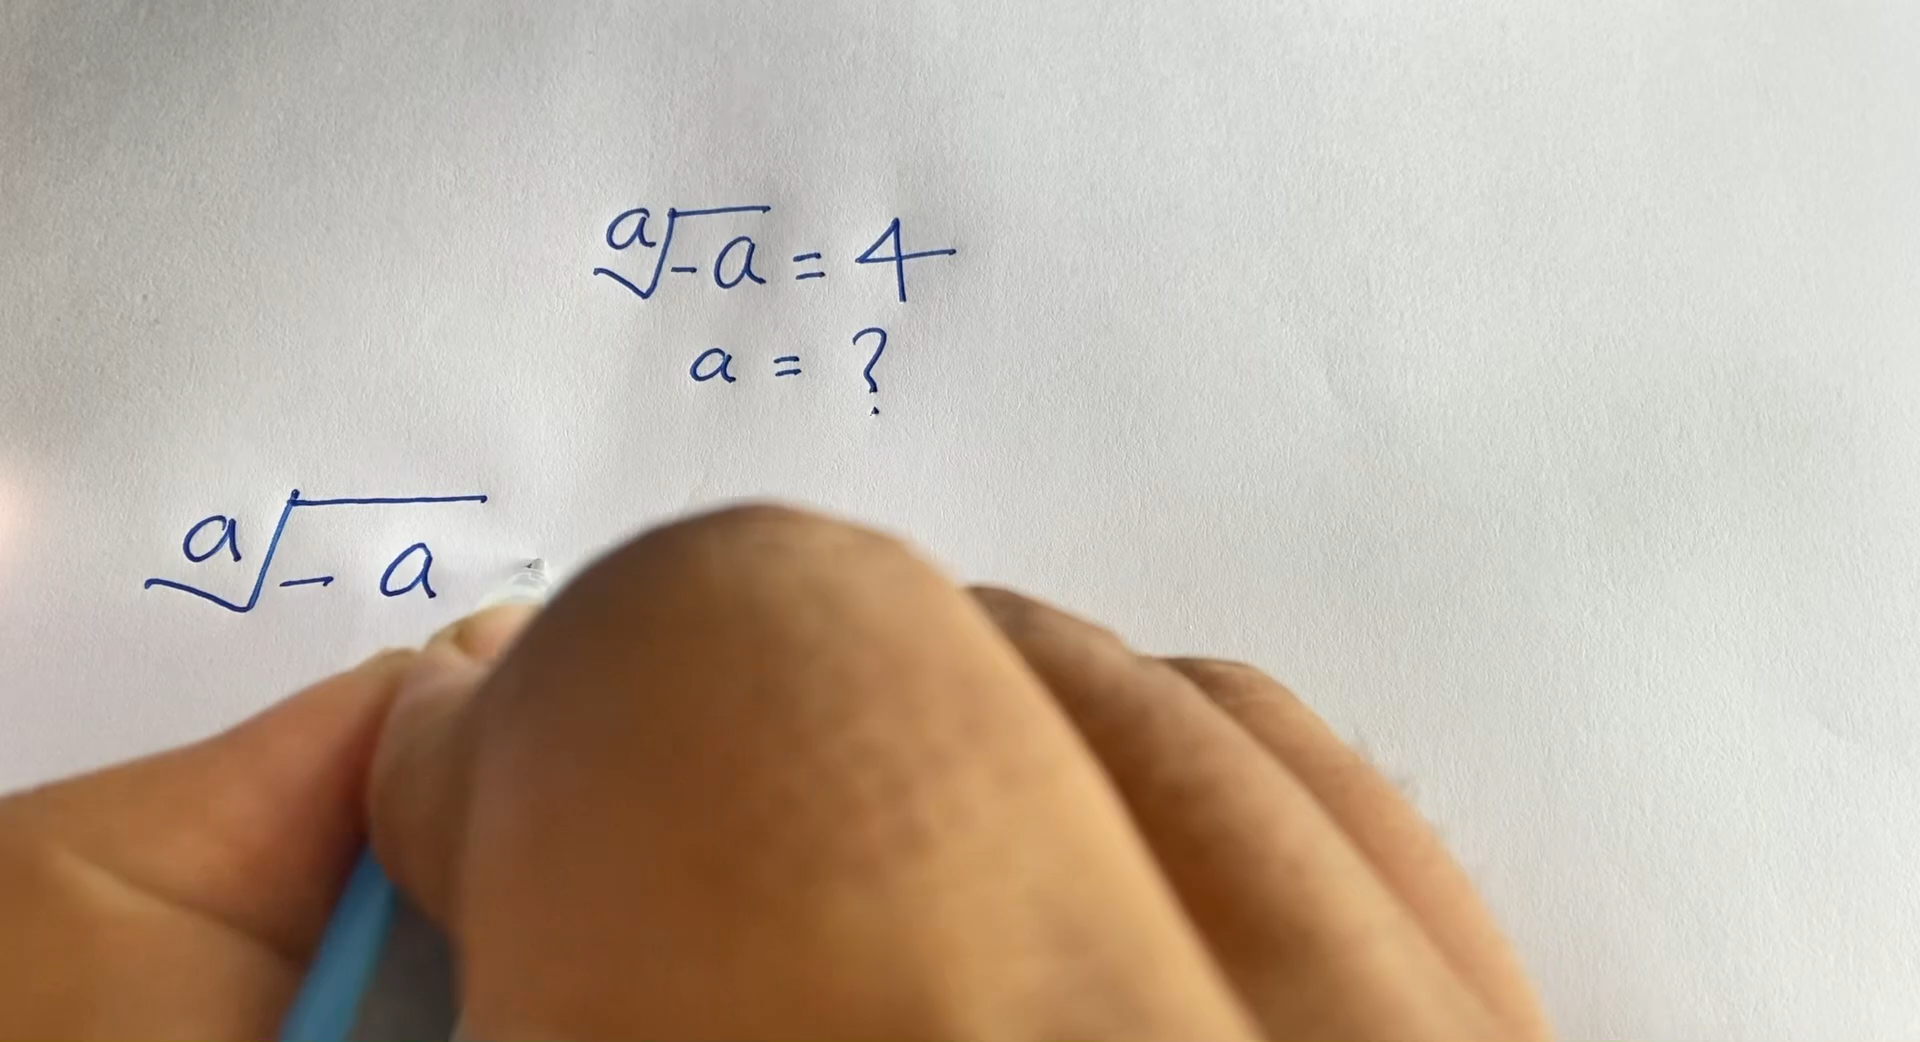 ᵃ√-a = 4
a = ?
ᵃ√- a